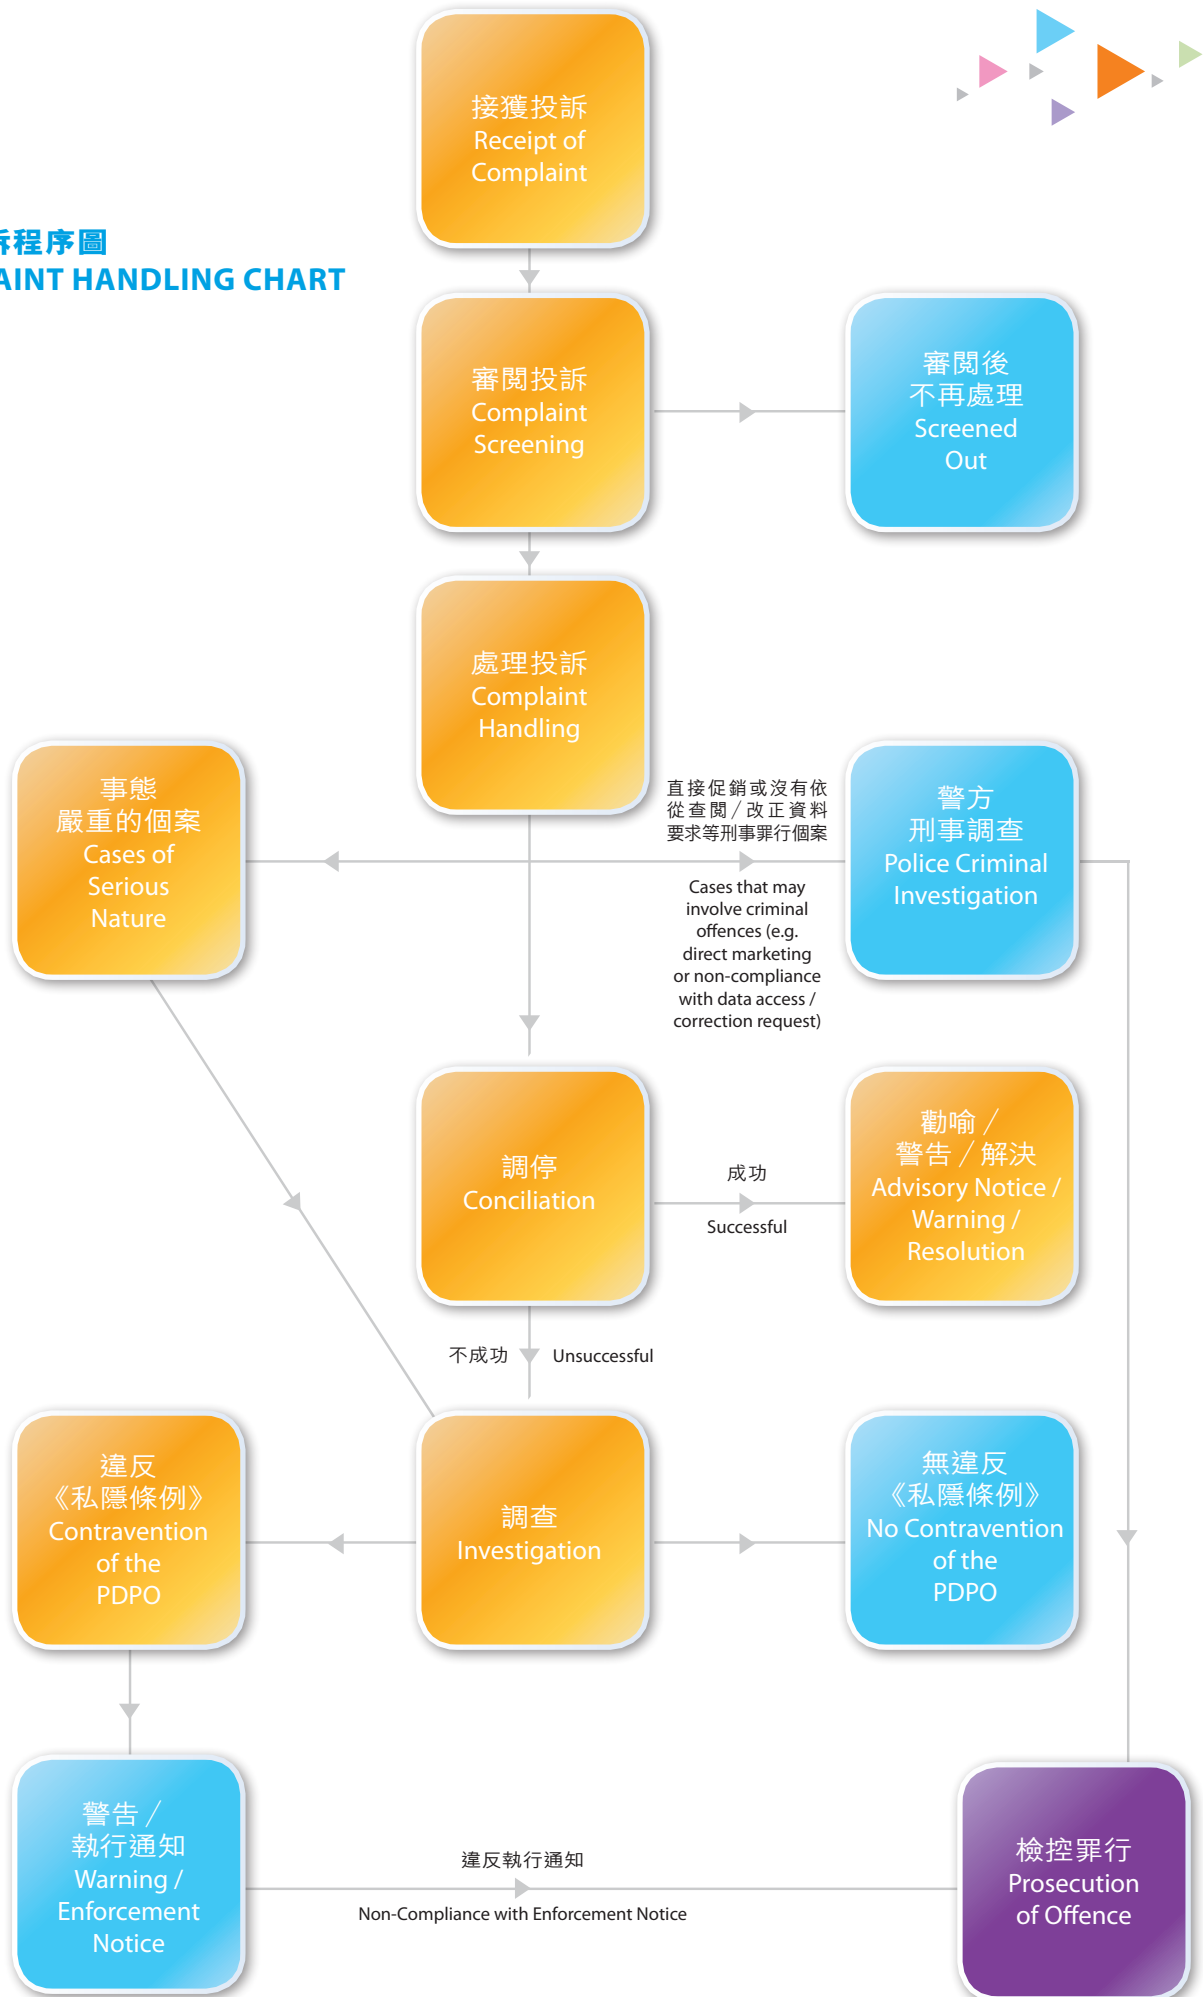 接獲投訴
Receipt of
Complaint
訴程序圖
AINT HANDLING CHART
審閱投訴
Complaint
Screening
審閱後
不再處理
Screened
Out
處理投訴
Complaint
Handling
事態
嚴重的個案
Cases of
Serious
Nature
直接促銷或沒有依
從查閱/改正資料
要求等刑事罪行個案
Cases that may
involve criminal
offences (e.g.
direct marketing
or non-compliance
with data access /
correction request)
警方
刑事調查
Police Criminal
Investigation
調停
Conciliation
成功
Successful
勸喻/
警告/解決
Advisory Notice /
Warning /
Resolution
不成功 Unsuccessful
違反
《私隱條例》
Contravention
of the
PDPO
調查
Investigation
無違反
《私隱條例》
No Contravention
of the
PDPO
警告/
執行通知
Warning /
Enforcement
Notice
違反執行通知
Non-Compliance with Enforcement Notice
檢控罪行
Prosecution
of Offence